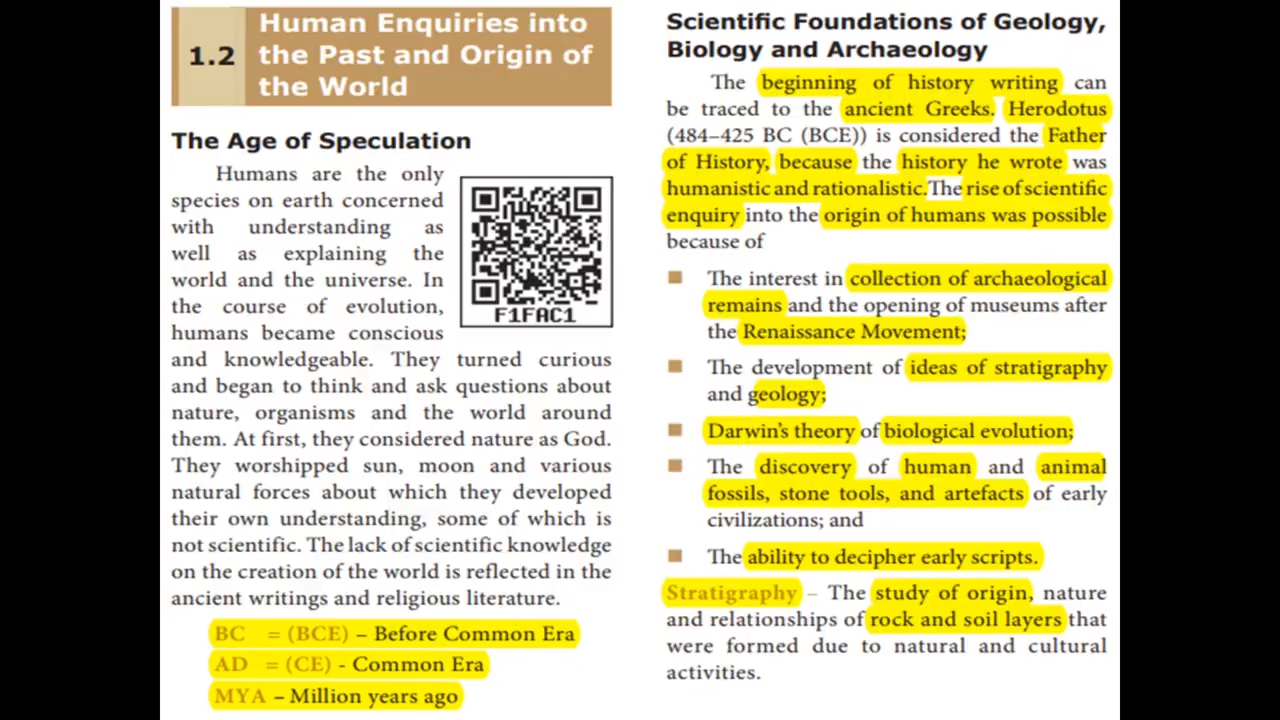 1.2
Human Enquiries into
the Past and Origin of
the World
The Age of Speculation
Humans are the only
species on earth concerned
with understanding as
well as explaining the
world and the universe. In
the course of evolution,
humans became conscious
F1FAC1
and knowledgeable. They turned curious
and began to think and ask questions about
nature, organisms and the world around
them. At first, they considered nature as God.
They worshipped sun, moon and various
natural forces about which they developed
their own understanding, some of which is
not scientific. The lack of scientific knowledge
on the creation of the world is reflected in the
ancient writings and religious literature.
BC = (BCE) – Before Common Era
AD = (CE) - Common Era
MYA – Million years ago
Scientific Foundations of Geology,
Biology and Archaeology
The beginning of history writing can
be traced to the ancient Greeks. Herodotus
(484–425 BC (BCE)) is considered the Father
of History, because the history he wrote was
humanistic and rationalistic.The rise of scientific
enquiry into the origin of humans was possible
because of
■ The interest in collection of archaeological
remains and the opening of museums after
the Renaissance Movement;
■ The development of ideas of stratigraphy
and geology;
■ Darwin's theory of biological evolution;
■ The discovery of human and animal
fossils, stone tools, and artefacts of early
civilizations; and
■ The ability to decipher early scripts.
Stratigraphy – The study of origin, nature
and relationships of rock and soil layers that
were formed due to natural and cultural
activities.